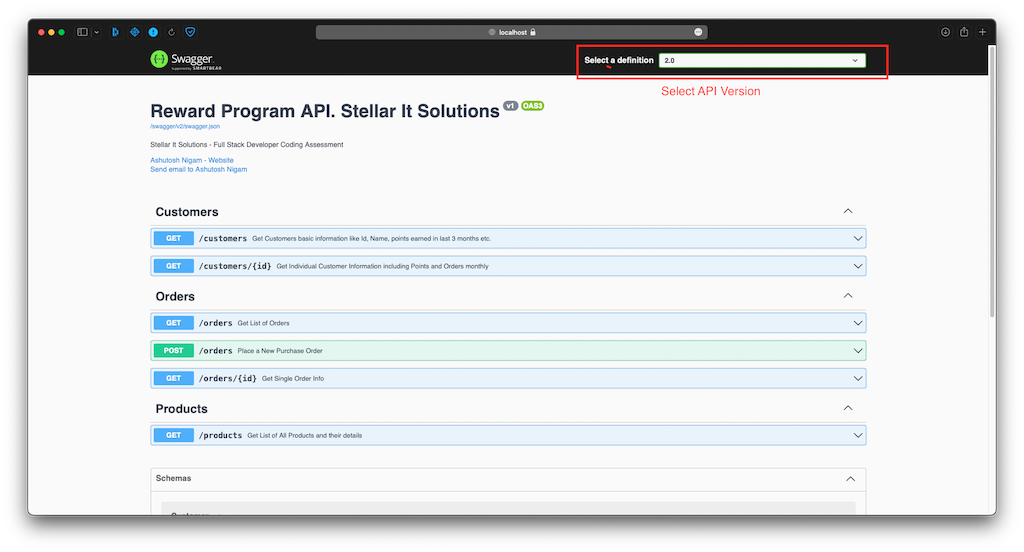 localhost
Swagger.
Supported by SMARTBEAR
Select a definition
2.0
Select API Version
Reward Program API. Stellar It Solutions v1 OAS3
/swagger/v2/swagger.json
Stellar It Solutions - Full Stack Developer Coding Assessment
Ashutosh Nigam - Website
Send email to Ashutosh Nigam
Customers
GET /customers Get Customers basic information like Id, Name, points earned in last 3 months etc.
GET /customers/{id} Get Individual Customer Information including Points and Orders monthly
Orders
GET /orders Get List of Orders
POST /orders Place a New Purchase Order
GET /orders/{id} Get Single Order Info
Products
GET /products Get List of All Products and their details
Schemas